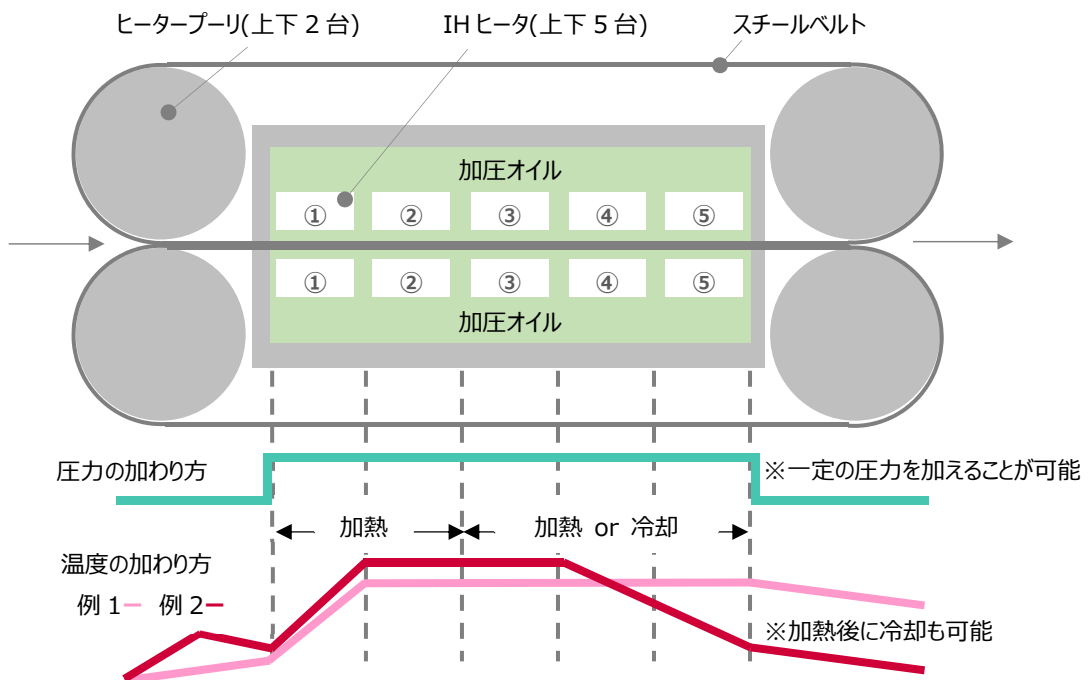 ヒータープーリ(上下２台)
IHヒータ(上下５台)
スチールベルト
加圧オイル
① ② ③ ④ ⑤
① ② ③ ④ ⑤
加圧オイル
圧力の加わり方
※一定の圧力を加えることが可能
加熱
加熱 or 冷却
温度の加わり方
例１ 例２
※加熱後に冷却も可能